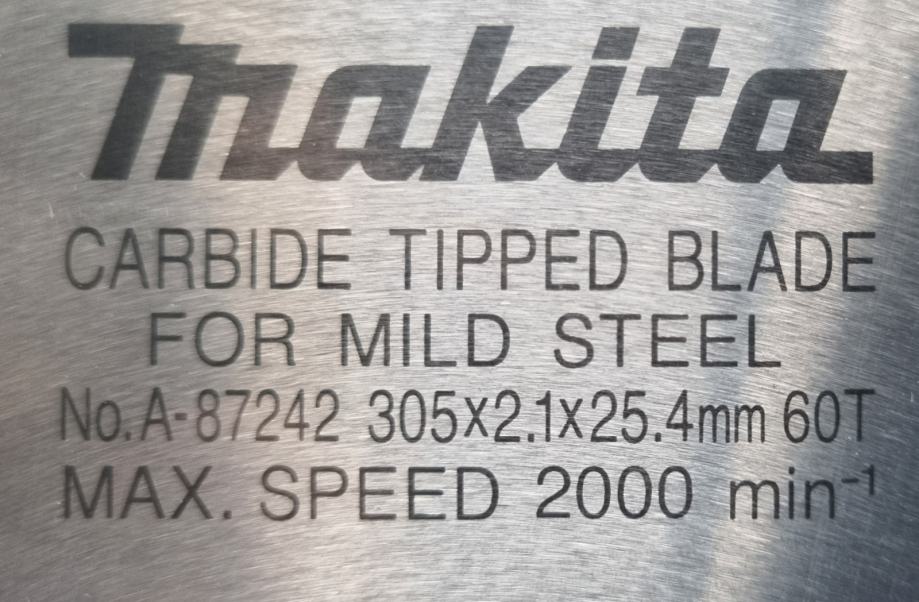 makita
CARBIDE TIPPED BLADE
FOR MILD STEEL
No.A-87242 305x2.1x25.4mm 60T
MAX. SPEED 2000 min⁻¹